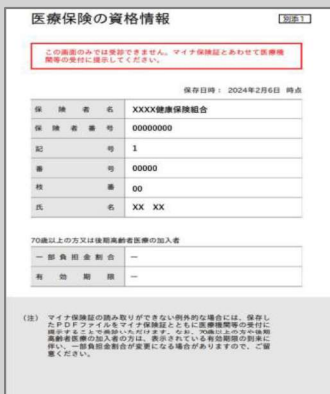 医療保険の資格情報
別添1
この画面のみでは受診できません。マイナ保険証とあわせて医療機
関等の受付に提示してください。
保存日時： 2024年2月6日 時点
保険者名 XXXX健康保険組合
保険者番号 00000000
記号 1
番号 00000
枝番 00
氏名 XX XX
70歳以上の方又は後期高齢者医療の加入者
一部負担金割合 ー
有効期限 ー
（注） マイナ保険証の読み取りができない例外的な場合には、保存し
たPDFファイルをマイナ保険証とともに医療機関等の受付に
提示することで受診いただけます。なお、70歳以上の方や後期
高齢者医療の加入者の方は、表示されている有効期限の到来に
伴い、一部負担金割合が変更になる場合がありますので、ご留
意ください。